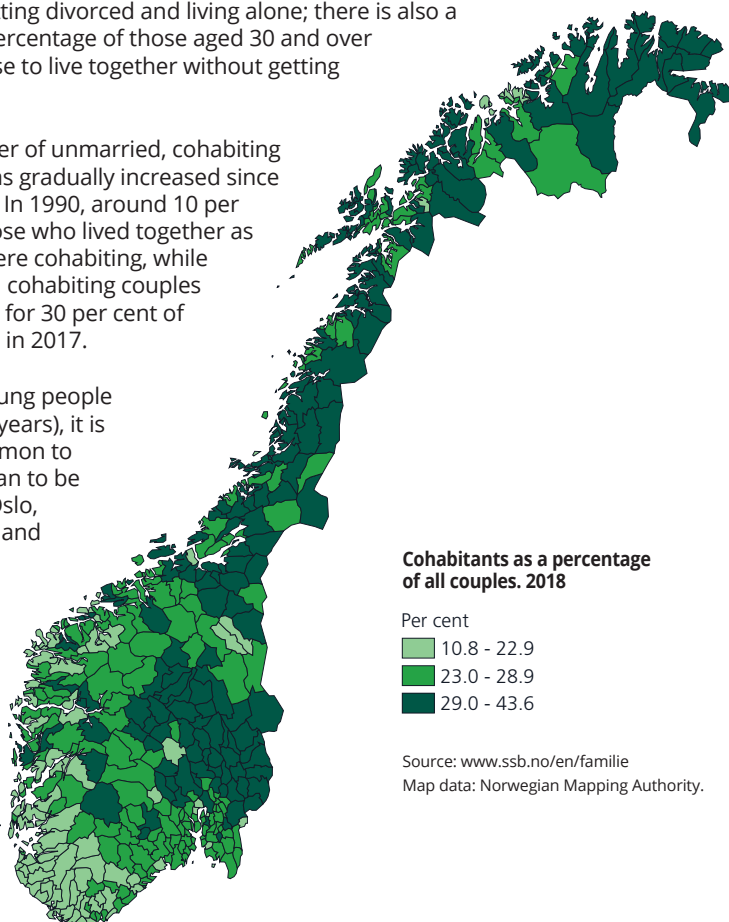 tting divorced and living alone; there is also a
ercentage of those aged 30 and over
se to live together without getting
er of unmarried, cohabiting
as gradually increased since
In 1990, around 10 per
ose who lived together as
ere cohabiting, while
cohabiting couples
for 30 per cent of
in 2017.
ung people
years), it is
mon to
an to be
Oslo,
and
Cohabitants as a percentage
of all couples. 2018
Per cent
10.8 - 22.9
23.0 - 28.9
29.0 - 43.6
Source: www.ssb.no/en/familie
Map data: Norwegian Mapping Authority.